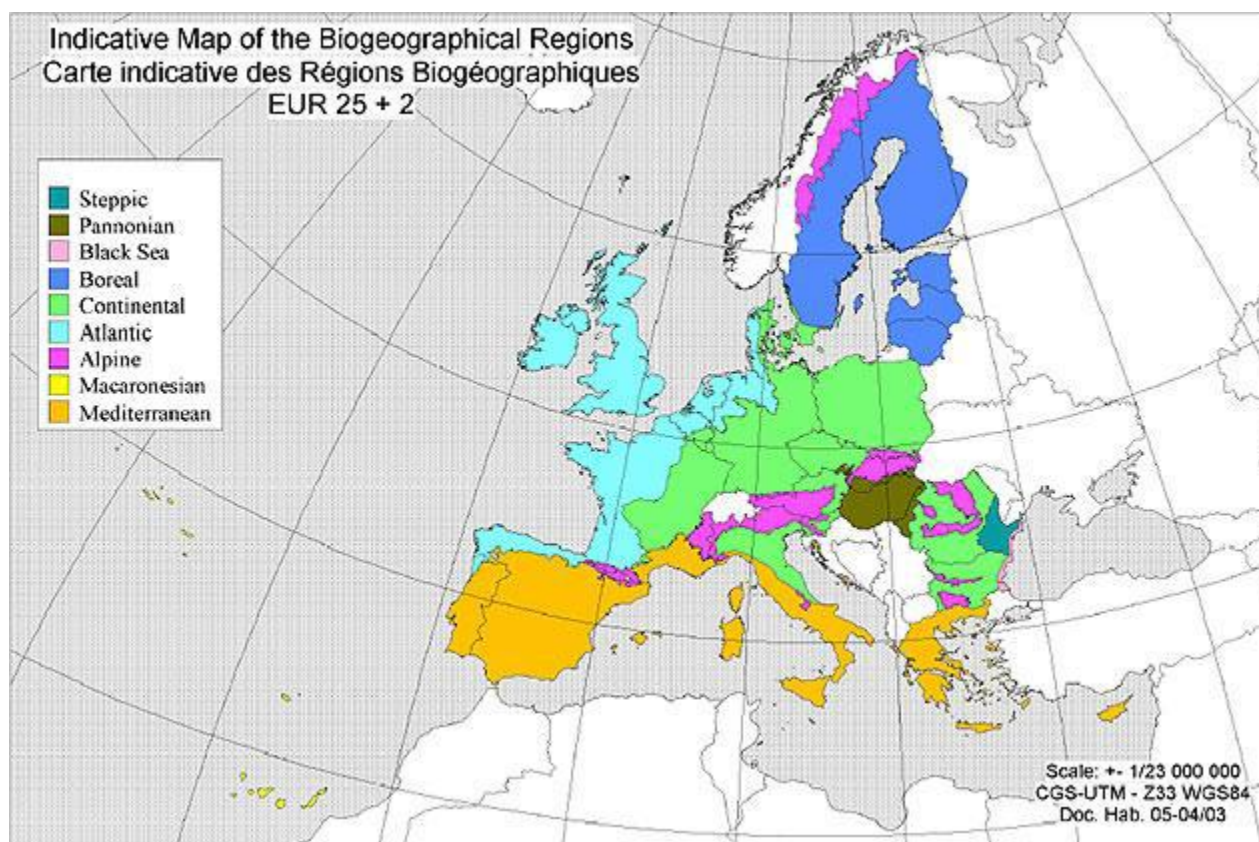 Indicative Map of the Biogeographical Regions
Carte indicative des Régions Biogéographiques
EUR 25 + 2
Steppic
Pannonian
Black Sea
Boreal
Continental
Atlantic
Alpine
Macaronesian
Mediterranean
Scale: +- 1/23 000 000
CGS-UTM - Z33 WGS84
Doc. Hab. 05-04/03